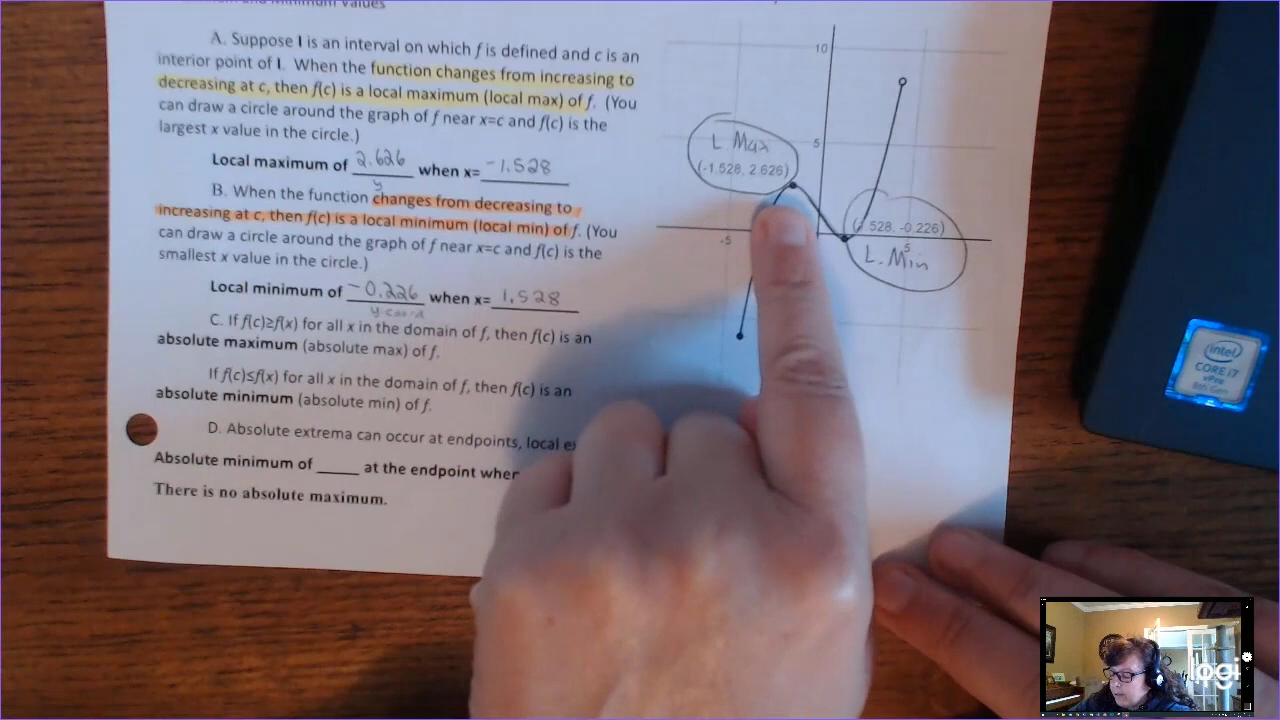 A. Suppose I is an interval on which f is defined and c is an
interior point of I. When the function changes from increasing to
decreasing at c, then f(c) is a local maximum (local max) of f. (You
can draw a circle around the graph of f near x=c and f(c) is the
largest x value in the circle.)
Local maximum of 2.626 when x= -1.528
y
B. When the function changes from decreasing to
increasing at c, then f(c) is a local minimum (local min) of f. (You
can draw a circle around the graph of f near x=c and f(c) is the
smallest x value in the circle.)
Local minimum of -0.226 when x= 1.528
C. If f(c)≥f(x) for all x in the domain of f, then f(c) is an
absolute maximum (absolute max) of f.
If f(c)≤f(x) for all x in the domain of f, then f(c) is an
absolute minimum (absolute min) of f.
D. Absolute extrema can occur at endpoints, local
Absolute minimum of _____ at the endpoint
There is no absolute maximum.
10
5
L. Max
(-1.528, 2.626)
-5
528, -0.226)
5
L. Min
intel
CORE i7
vPro
8th Gen
logi